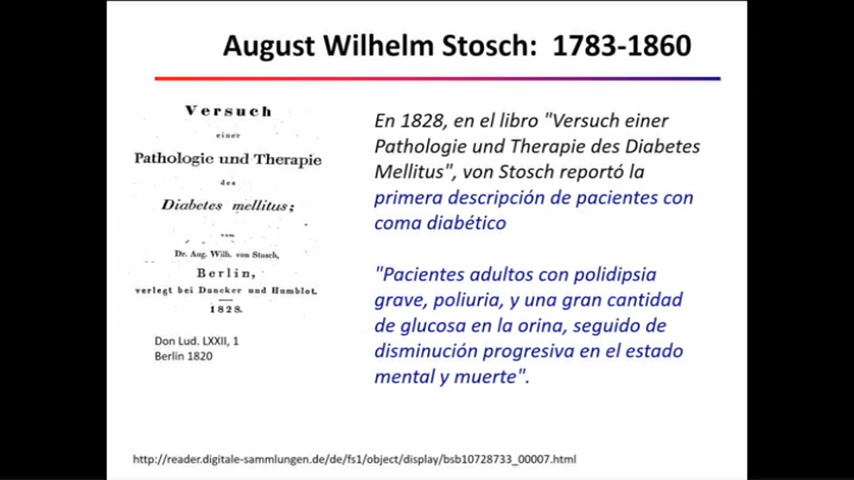 August Wilhelm Stosch: 1783-1860
Versuch
einer
Pathologie und Therapie
des
Diabetes mellitus;
vom
Dr. Aug. Wilh. von Stosch,
Berlin,
verlegt bei Duncker und Humblot.
1828.
Don Lud. LXXII, 1
Berlin 1820
En 1828, en el libro "Versuch einer
Pathologie und Therapie des Diabetes
Mellitus", von Stosch reportó la
primera descripción de pacientes con
coma diabético
"Pacientes adultos con polidipsia
grave, poliuria, y una gran cantidad
de glucosa en la orina, seguido de
disminución progresiva en el estado
mental y muerte".
http://reader.digitale-sammlungen.de/de/fs1/object/display/bsb10728733_00007.html